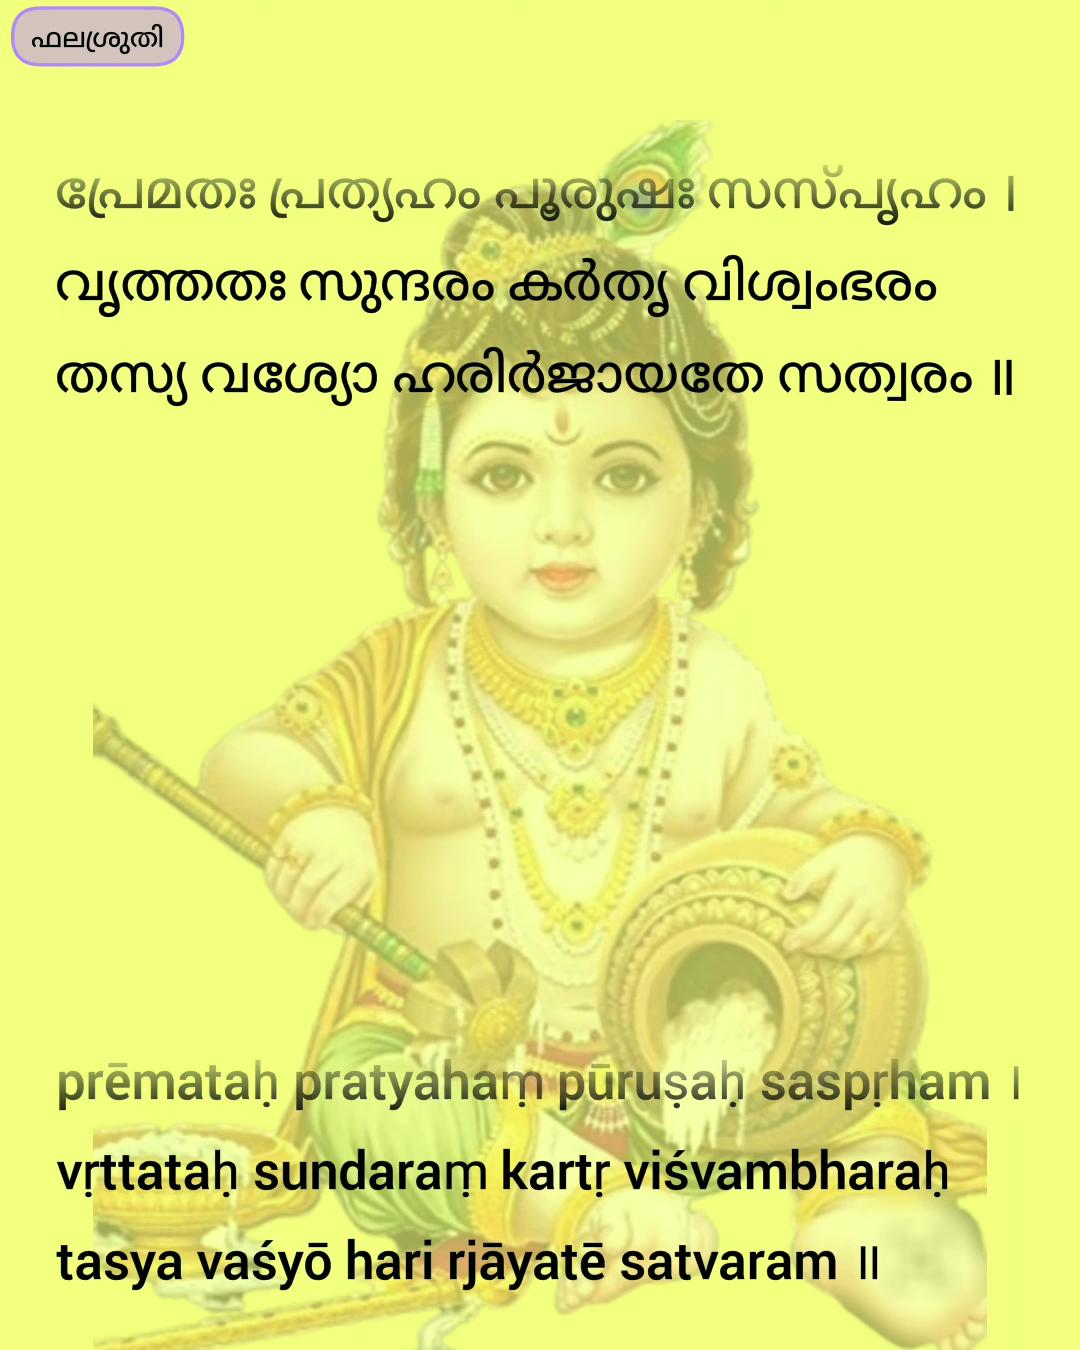 ഫലശ്രുതി
പ്രേമതഃ പ്രത്യഹം പൂരുഷഃ സസ്പൃഹം ।
വൃത്തതഃ സുന്ദരം കർതൃ വിശ്വംഭരം
തസ്യ വശ്യോ ഹരിർജായതേ സത്വരം ॥
prēmataḥ pratyahaṃ pūruṣaḥ saspṛham ।
vṛttataḥ sundaraṃ kartṛ viśvambharaḥ
tasya vaśyō hari rjāyatē satvaram ॥